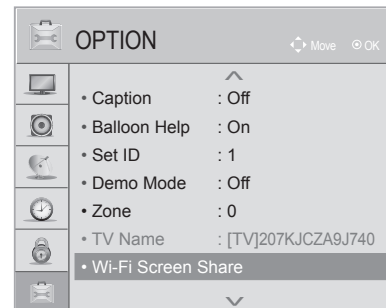 OPTION
Move OK
• Caption : Off
• Balloon Help : On
• Set ID : 1
• Demo Mode : Off
• Zone : 0
• TV Name : [TV]207KJCZA9J740
• Wi-Fi Screen Share